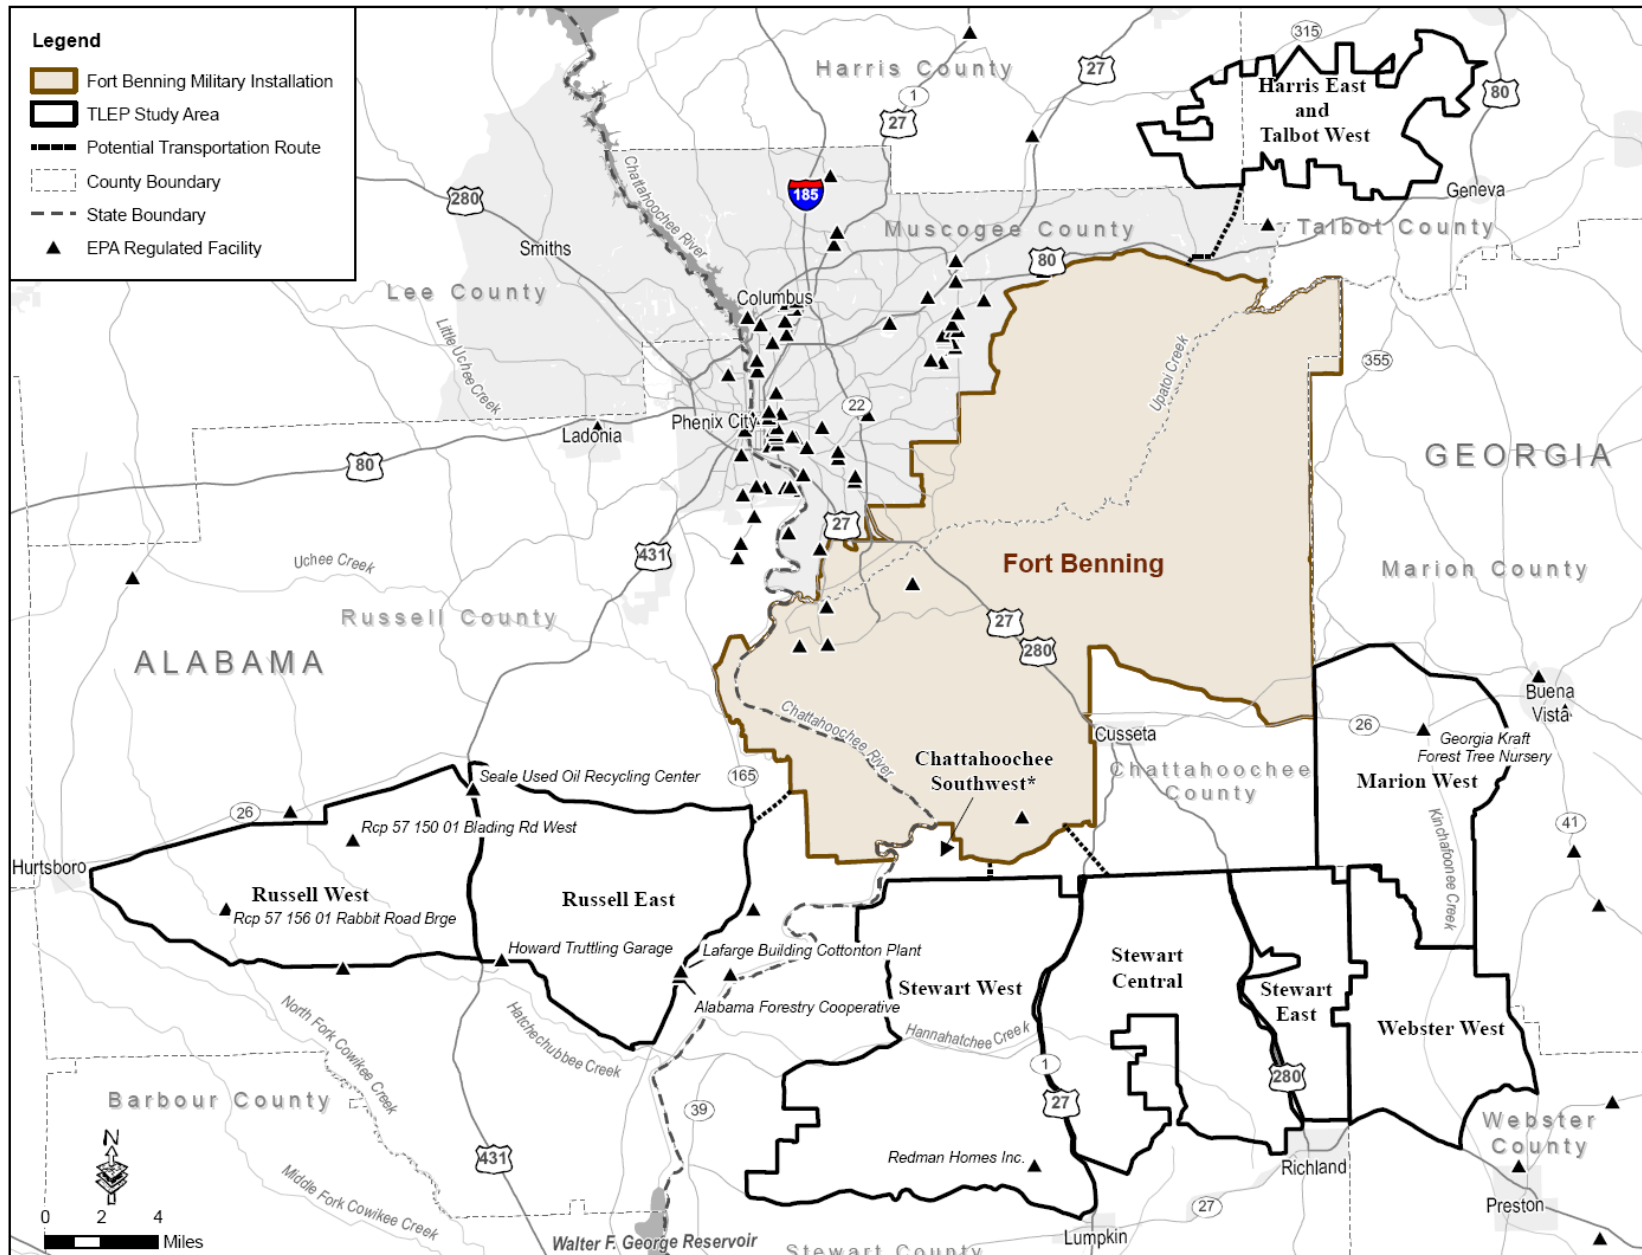 Legend
Fort Benning Military Installation
TLEP Study Area
Potential Transportation Route
County Boundary
State Boundary
EPA Regulated Facility
Harris County
27
1
27
315
80
Harris East
and
Talbot West
Geneva
280
185
Chattahoochee River
Muscogee County
Talbot County
Smiths
80
Lee County
Columbus
Little Uchee Creek
Upatoi Creek
355
22
Phenix City
Ladonia
80
GEORGIA
27
431
Uchee Creek
Fort Benning
Marion County
Russell County
27
280
ALABAMA
Buena
Vista
Chattahoochee River
26
Cusseta
Georgia Kraft
Forest Tree Nursery
Chattahoochee
Southwest*
Chattahoochee
County
Marion West
Seale Used Oil Recycling Center
165
26
Rcp 57 150 01 Blading Rd West
Kinchafoonee Creek
41
Hurtsboro
Russell West
Russell East
Rcp 57 156 01 Rabbit Road Brge
Howard Truttling Garage
Lafarge Building Cottonton Plant
Alabama Forestry Cooperative
Stewart West
Stewart
Central
Stewart
East
Webster West
North Fork Cowikee Creek
Hatchechubbee Creek
Hannahatchee Creek
1
27
280
Barbour County
39
Webster
County
N
431
Redman Homes Inc.
Richland
Middle Fork Cowikee Creek
Preston
27
0 2 4
Miles
Walter F. George Reservoir
Lumpkin
Stewart County